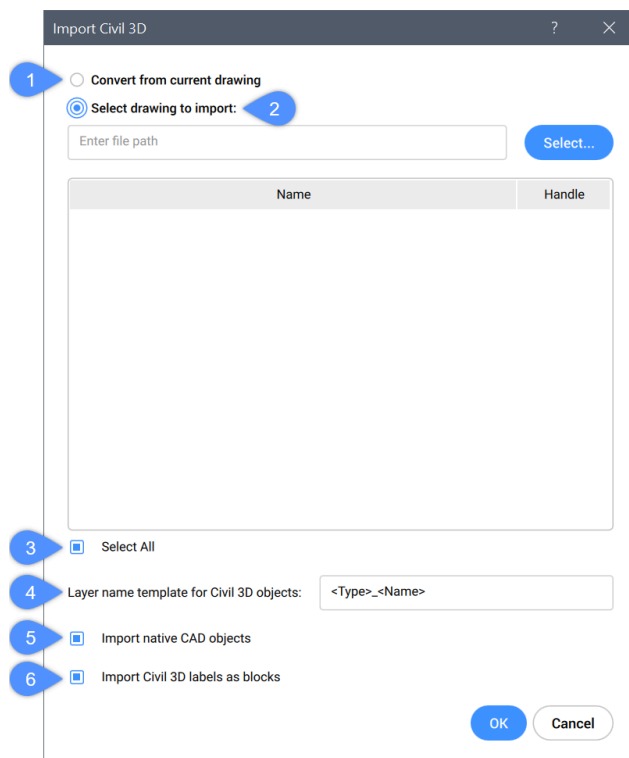 Import Civil 3D ? ×
1 Convert from current drawing
Select drawing to import: 2
Enter file path Select...
Name Handle
3 Select All
4 Layer name template for Civil 3D objects: <Type>_<Name>
5 Import native CAD objects
6 Import Civil 3D labels as blocks
OK Cancel